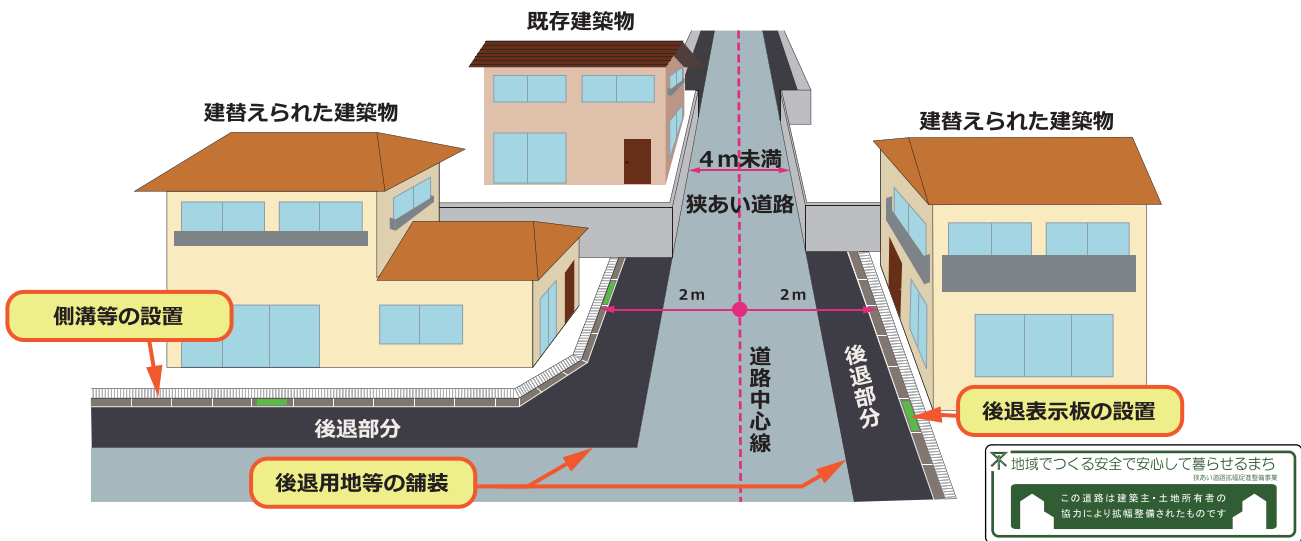 既存建築物
建替えられた建築物
建替えられた建築物
4m未満
狭あい道路
2m
2m
側溝等の設置
道路中心線
後退部分
後退部分
後退表示板の設置
後退用地等の舗装
地域でつくる安全で安心して暮らせるまち
狭あい道路拡幅促進整備事業
この道路は建築主・土地所有者の
協力により拡幅整備されたものです